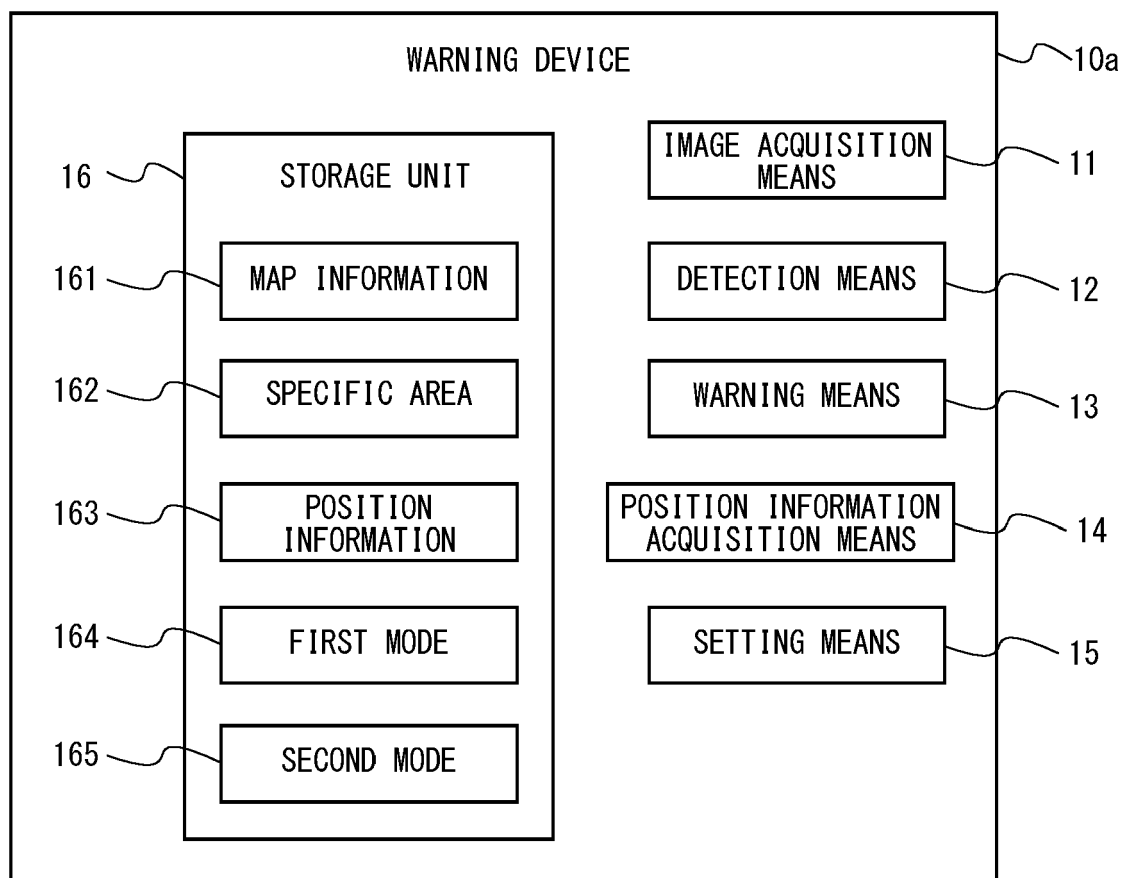 WARNING DEVICE
10a
16
STORAGE UNIT
161
MAP INFORMATION
162
SPECIFIC AREA
163
POSITION
INFORMATION
164
FIRST MODE
165
SECOND MODE
IMAGE ACQUISITION
MEANS
11
DETECTION MEANS
12
WARNING MEANS
13
POSITION INFORMATION
ACQUISITION MEANS
14
SETTING MEANS
15